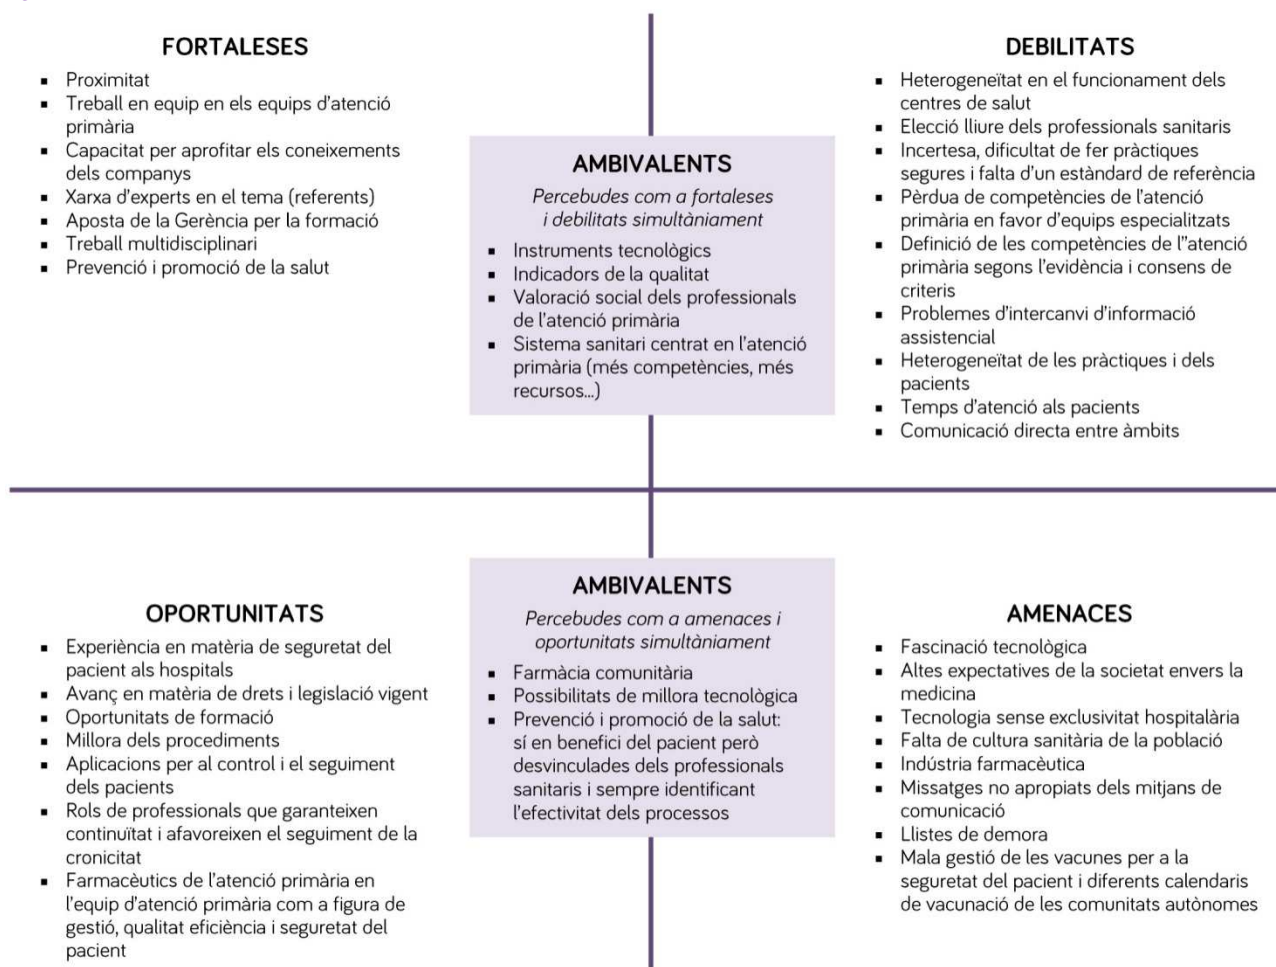 FORTALESES
▪ Proximitat
▪ Treball en equip en els equips d'atenció
primària
▪ Capacitat per aprofitar els coneixements
dels companys
▪ Xarxa d'experts en el tema (referents)
▪ Aposta de la Gerència per la formació
▪ Treball multidisciplinari
▪ Prevenció i promoció de la salut
AMBIVALENTS
Percebudes com a fortaleses
i debilitats simultàniament
▪ Instruments tecnològics
▪ Indicadors de la qualitat
▪ Valoració social dels professionals
de l'atenció primària
▪ Sistema sanitari centrat en l'atenció
primària (més competències, més
recursos...)
DEBILITATS
▪ Heterogeneïtat en el funcionament dels
centres de salut
▪ Elecció lliure dels professionals sanitaris
▪ Incertesa, dificultat de fer pràctiques
segures i falta d'un estàndard de referència
▪ Pèrdua de competències de l'atenció
primària en favor d'equips especialitzats
▪ Definició de les competències de l''atenció
primària segons l'evidència i consens de
criteris
▪ Problemes d'intercanvi d'informació
assistencial
▪ Heterogeneïtat de les pràctiques i dels
pacients
▪ Temps d'atenció als pacients
▪ Comunicació directa entre àmbits
OPORTUNITATS
▪ Experiència en matèria de seguretat del
pacient als hospitals
▪ Avanç en matèria de drets i legislació vigent
▪ Oportunitats de formació
▪ Millora dels procediments
▪ Aplicacions per al control i el seguiment
dels pacients
▪ Rols de professionals que garanteixen
continuïtat i afavoreixen el seguiment de la
cronicitat
▪ Farmacèutics de l'atenció primària en
l'equip d'atenció primària com a figura de
gestió, qualitat eficiència i seguretat del
pacient
AMBIVALENTS
Percebudes com a amenaces i
oportunitats simultàniament
▪ Farmàcia comunitària
▪ Possibilitats de millora tecnològica
▪ Prevenció i promoció de la salut:
sí en benefici del pacient però
desvinculades dels professionals
sanitaris i sempre identificant
l'efectivitat dels processos
AMENACES
▪ Fascinació tecnològica
▪ Altes expectatives de la societat envers la
medicina
▪ Tecnologia sense exclusivitat hospitalària
▪ Falta de cultura sanitària de la població
▪ Indústria farmacèutica
▪ Missatges no apropiats dels mitjans de
comunicació
▪ Llistes de demora
▪ Mala gestió de les vacunes per a la
seguretat del pacient i diferents calendaris
de vacunació de les comunitats autònomes